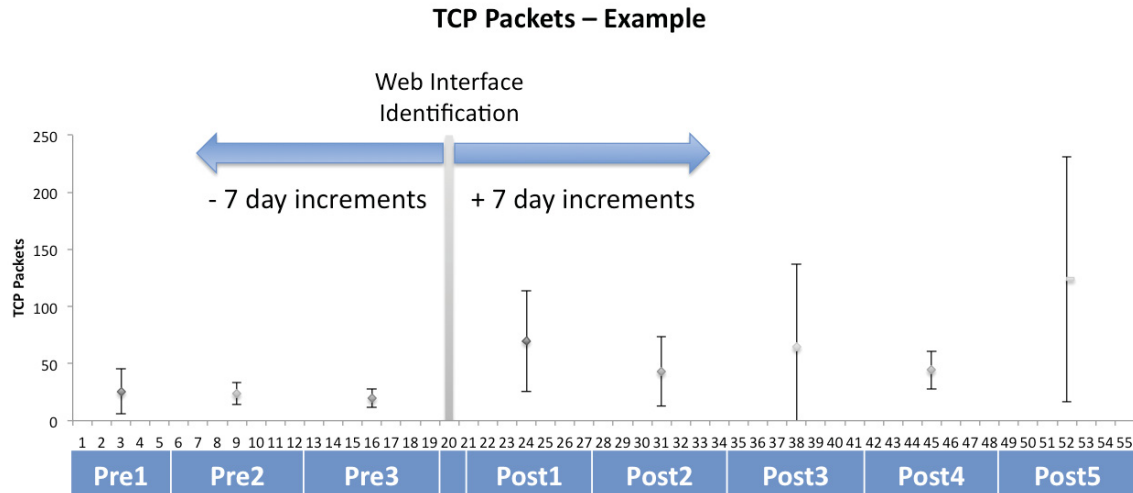 TCP Packets – Example
Web Interface
Identification
- 7 day increments
+ 7 day increments
TCP Packets
250
200
150
100
50
0
1 2 3 4 5 6 7 8 9 10 11 12 13 14 15 16 17 18 19 20 21 22 23 24 25 26 27 28 29 30 31 32 33 34 35 36 37 38 39 40 41 42 43 44 45 46 47 48 49 50 51 52 53 54 55
Pre1 Pre2 Pre3 Post1 Post2 Post3 Post4 Post5